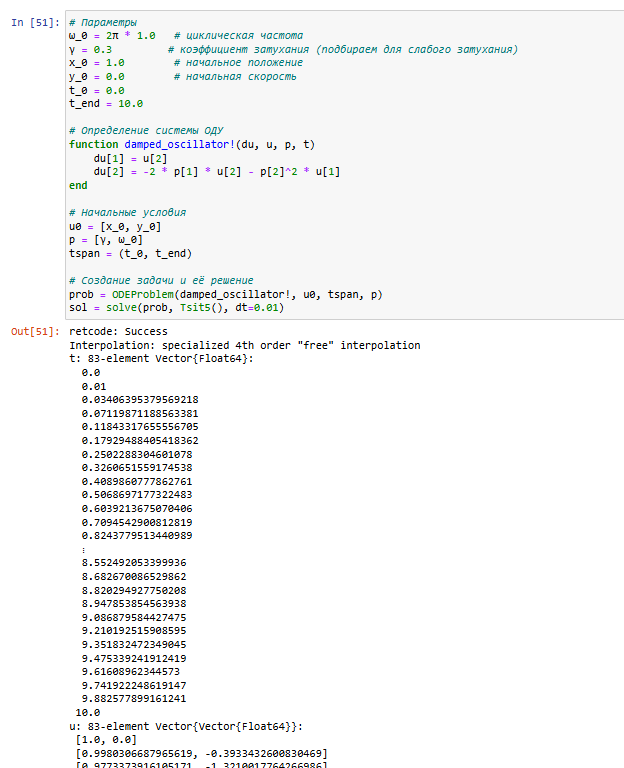 In [51]: # Параметры
ω_0 = 2π * 1.0 # циклическая частота
γ = 0.3 # коэффициент затухания (подбираем для слабого затухания)
x_0 = 1.0 # начальное положение
y_0 = 0.0 # начальная скорость
t_0 = 0.0
t_end = 10.0
# Определение системы ОДУ
function damped_oscillator!(du, u, p, t)
du[1] = u[2]
du[2] = -2 * p[1] * u[2] - p[2]^2 * u[1]
end
# Начальные условия
u0 = [x_0, y_0]
p = [γ, ω_0]
tspan = (t_0, t_end)
# Создание задачи и её решение
prob = ODEProblem(damped_oscillator!, u0, tspan, p)
sol = solve(prob, Tsit5(), dt=0.01)
Out[51]: retcode: Success
Interpolation: specialized 4th order "free" interpolation
t: 83-element Vector{Float64}:
0.0
0.01
0.03406395379569218
0.07119871188563381
0.11843317655556705
0.17929488405418362
0.2502288304601078
0.3260651559174538
0.4089860777862761
0.5068697177322483
0.6039213675070406
0.7094542900812819
0.8243779513440989
⋮
8.552492053399936
8.682670086529862
8.820294927750208
8.947853854563938
9.086879584427475
9.210192515908595
9.351832472349045
9.475339241912419
9.61608962344573
9.741922248619147
9.882577899161241
10.0
u: 83-element Vector{Vector{Float64}}:
[1.0, 0.0]
[0.9980306687965619, -0.3933432600830469]
[0.9773373916105171, -1.3210017764266986]